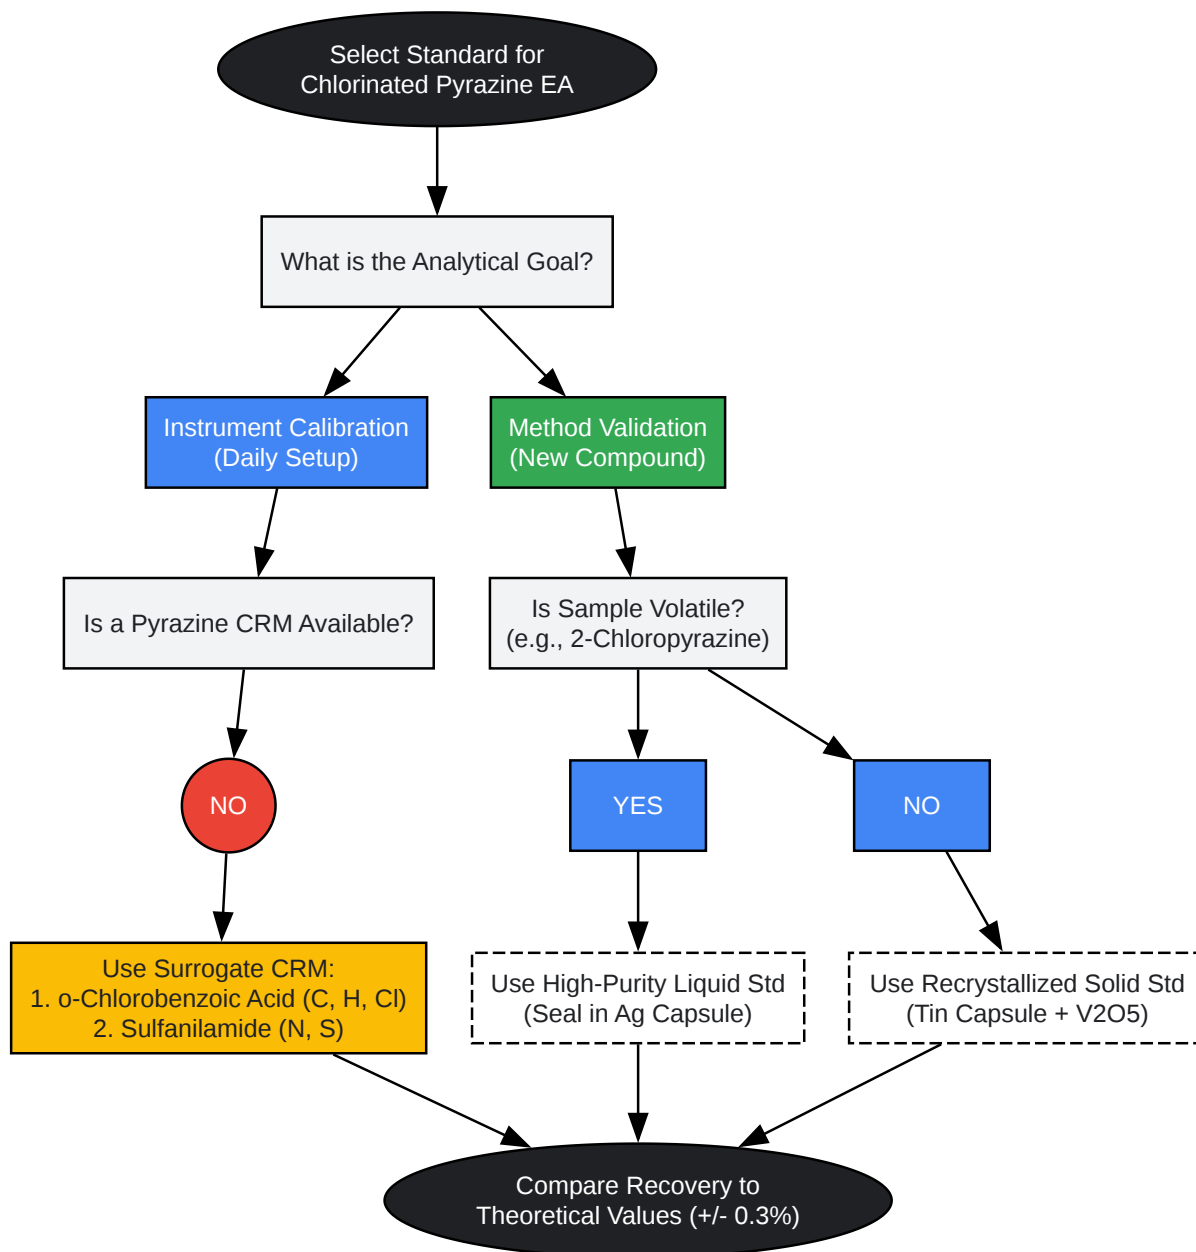 Select Standard for
Chlorinated Pyrazine EA
What is the Analytical Goal?
Instrument Calibration
(Daily Setup)
Method Validation
(New Compound)
Is a Pyrazine CRM Available?
Is Sample Volatile?
(e.g., 2-Chloropyrazine)
NO
YES
NO
Use Surrogate CRM:
1. o-Chlorobenzoic Acid (C, H, Cl)
2. Sulfanilamide (N, S)
Use High-Purity Liquid Std
(Seal in Ag Capsule)
Use Recrystallized Solid Std
(Tin Capsule + V2O5)
Compare Recovery to
Theoretical Values (+/- 0.3%)